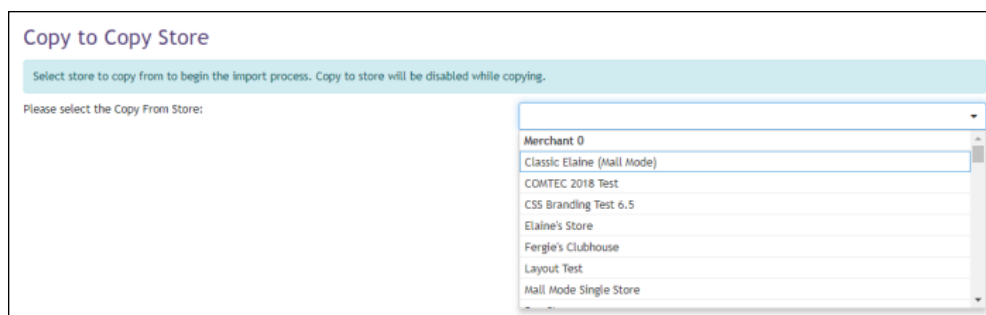 Copy to Copy Store
Select store to copy from to begin the import process. Copy to store will be disabled while copying.
Please select the Copy From Store:
Merchant 0
Classic Elaine (Mall Mode)
COMTEC 2018 Test
CSS Branding Test 6.5
Elaine's Store
Fergie's Clubhouse
Layout Test
Mall Mode Single Store